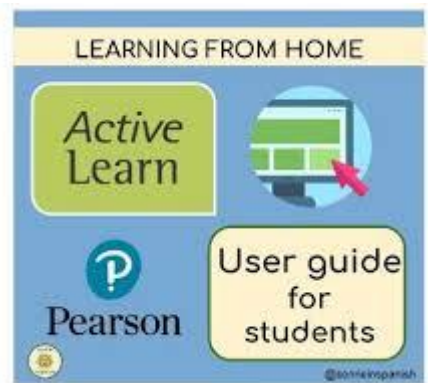 LEARNING FROM HOME
Active
Learn
Pearson
User guide
for
students
@sonrieinspanish